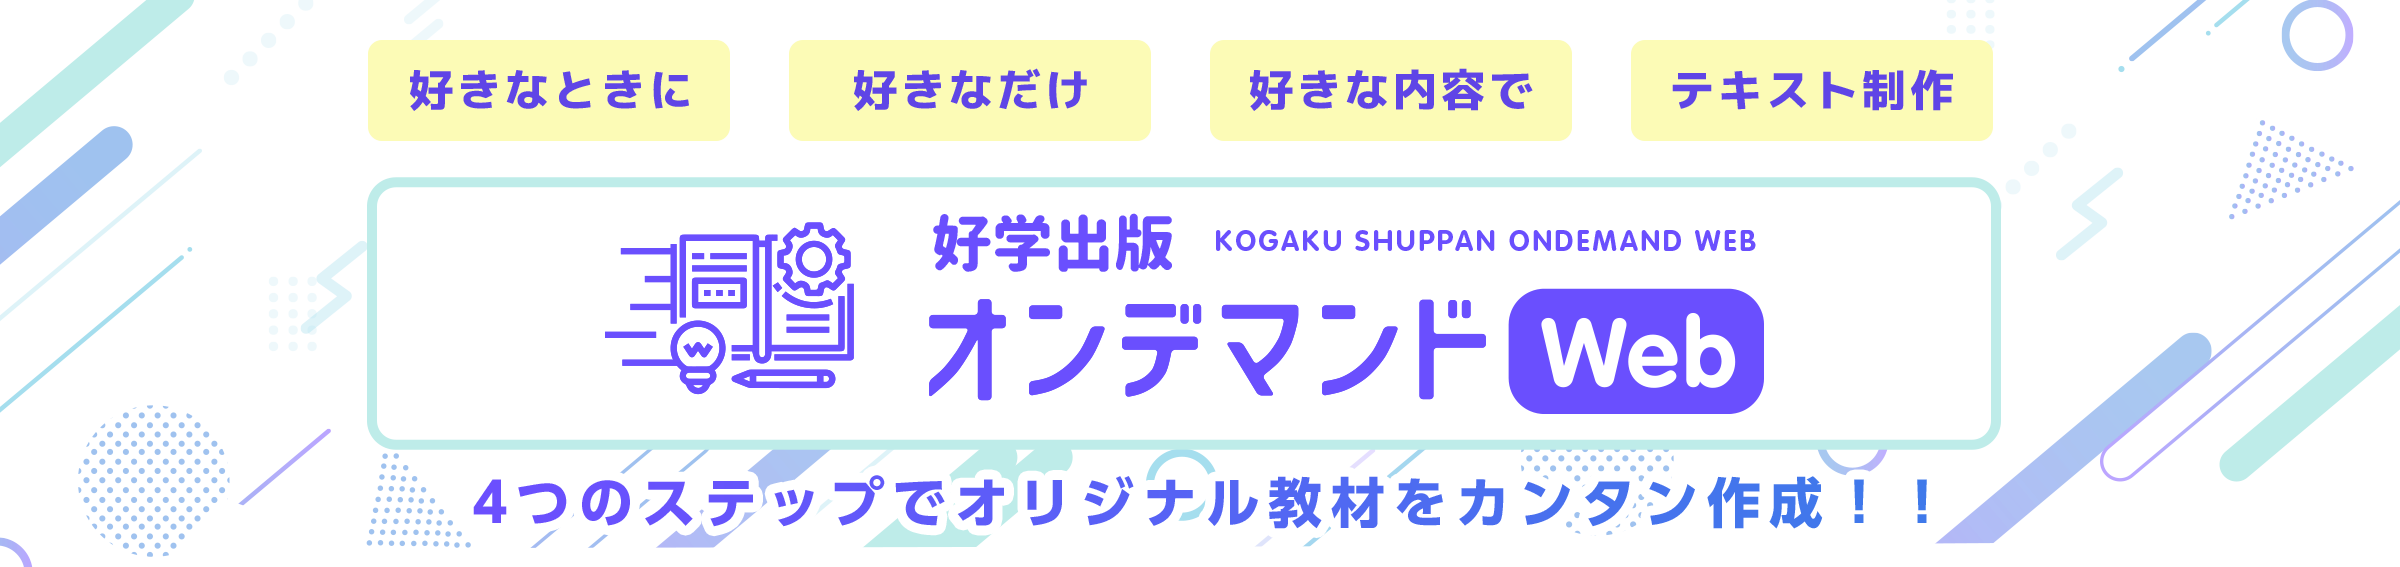 好きなときに
好きなだけ
好きな内容で
テキスト制作
好学出版 KOGAKU SHUPPAN ONDEMAND WEB
オンデマンドWeb
4つのステップでオリジナル教材をカンタン作成！！